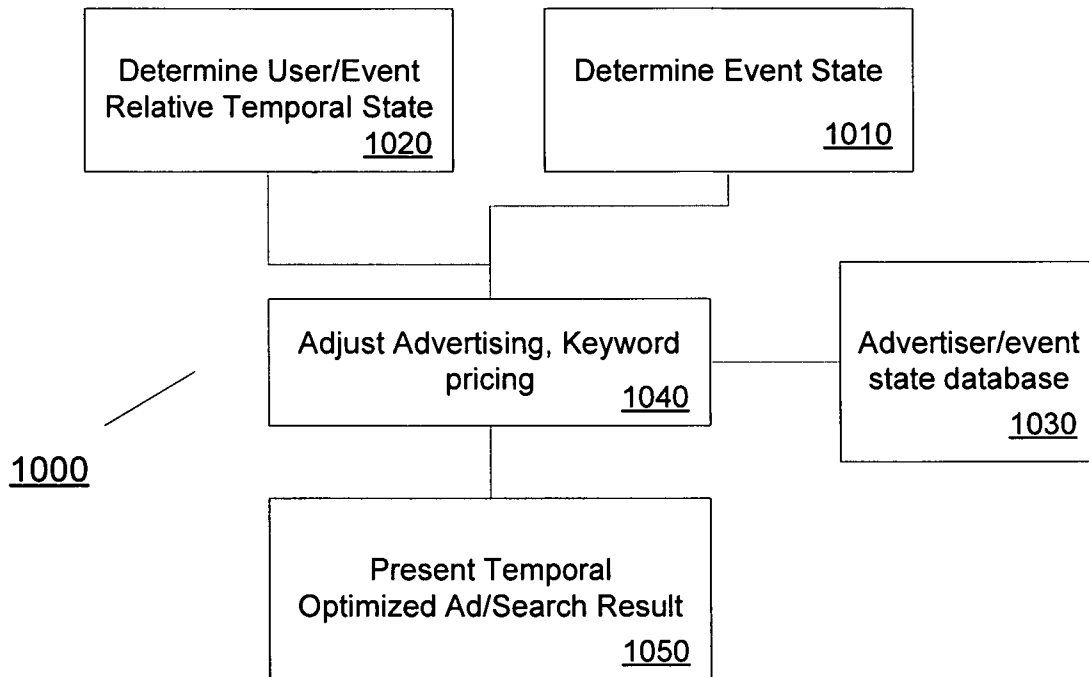 Determine User/Event
Relative Temporal State
1020
Determine Event State
1010
Adjust Advertising, Keyword
pricing
1040
Advertiser/event
state database
1030
1000
Present Temporal
Optimized Ad/Search Result
1050